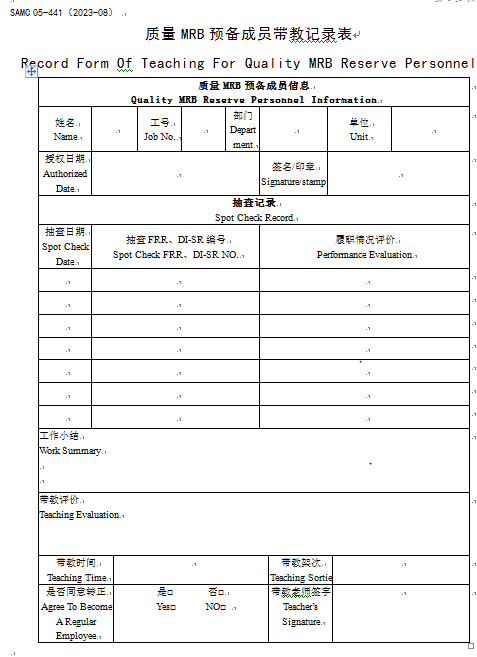 SAMC 05-441（2023-08）
质量 MRB 预备成员带教记录表
Record Form Of Teaching For Quality MRB Reserve Personnel
质量 MRB 预备成员信息
Quality MRB Reserve Personnel Information
姓名
Name
工号
Job No.
部门
Depart
ment
单位
Unit
授权日期
Authorized
Date
签名/印章
Signature/stamp
抽查记录
Spot Check Record
抽查日期
Spot Check
Date
抽查 FRR、DI-SR 编号
Spot Check FRR、DI-SR NO.
履职情况评价
Performance Evaluation
工作小结
Work Summary
带教评价
Teaching Evaluation
带教时间
Teaching Time
带教架次
Teaching Sortie
是否同意转正
Agree To Become
A Regular
Employee
是□ 否□
Yes□ NO□
带教老师签字
Teacher's
Signature